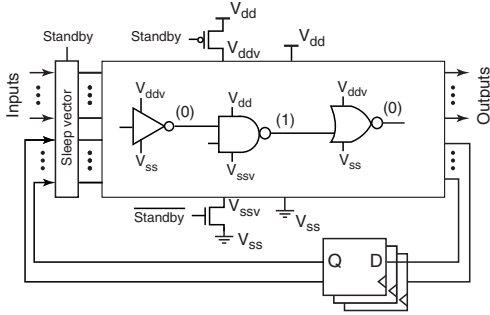 Vdd
Standby
Standby
Vddv
Vdd
Inputs
Sleep vector
Outputs
Vddv
(0)
Vdd
(1)
Vddv
(0)
Vss
Vssv
Vss
Standby
Vssv
Vss
Vss
Q D